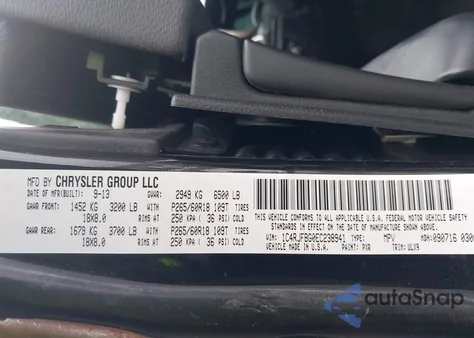 MFD BY CHRYSLER GROUP LLC
DATE OF MFR(BUILT): 9-13 GVWR: 2949 KG 6500 LB
GAWR FRONT: 1452 KG 3200 LB WITH P265/60R18 109T TIRES
18X8.0 RIMS AT 250 KPA ( 36 PSI) COLD
GAWR REAR: 1679 KG 3700 LB WITH P265/60R18 109T TIRES
18X8.0 RIMS AT 250 KPA ( 36 PSI) COLD
THIS VEHICLE CONFORMS TO ALL APPLICABLE U.S.A. FEDERAL MOTOR
STANDARDS IN EFFECT ON THE DATE OF MANUFACTURE SHOWN ABOVE.
VIN: 1C4RJFBG0EC238941 TYPE: MPV MDH:090716
VEHICLE MADE IN U.S.A. PAINT: PXR TRIM: ULX9
autoSnap